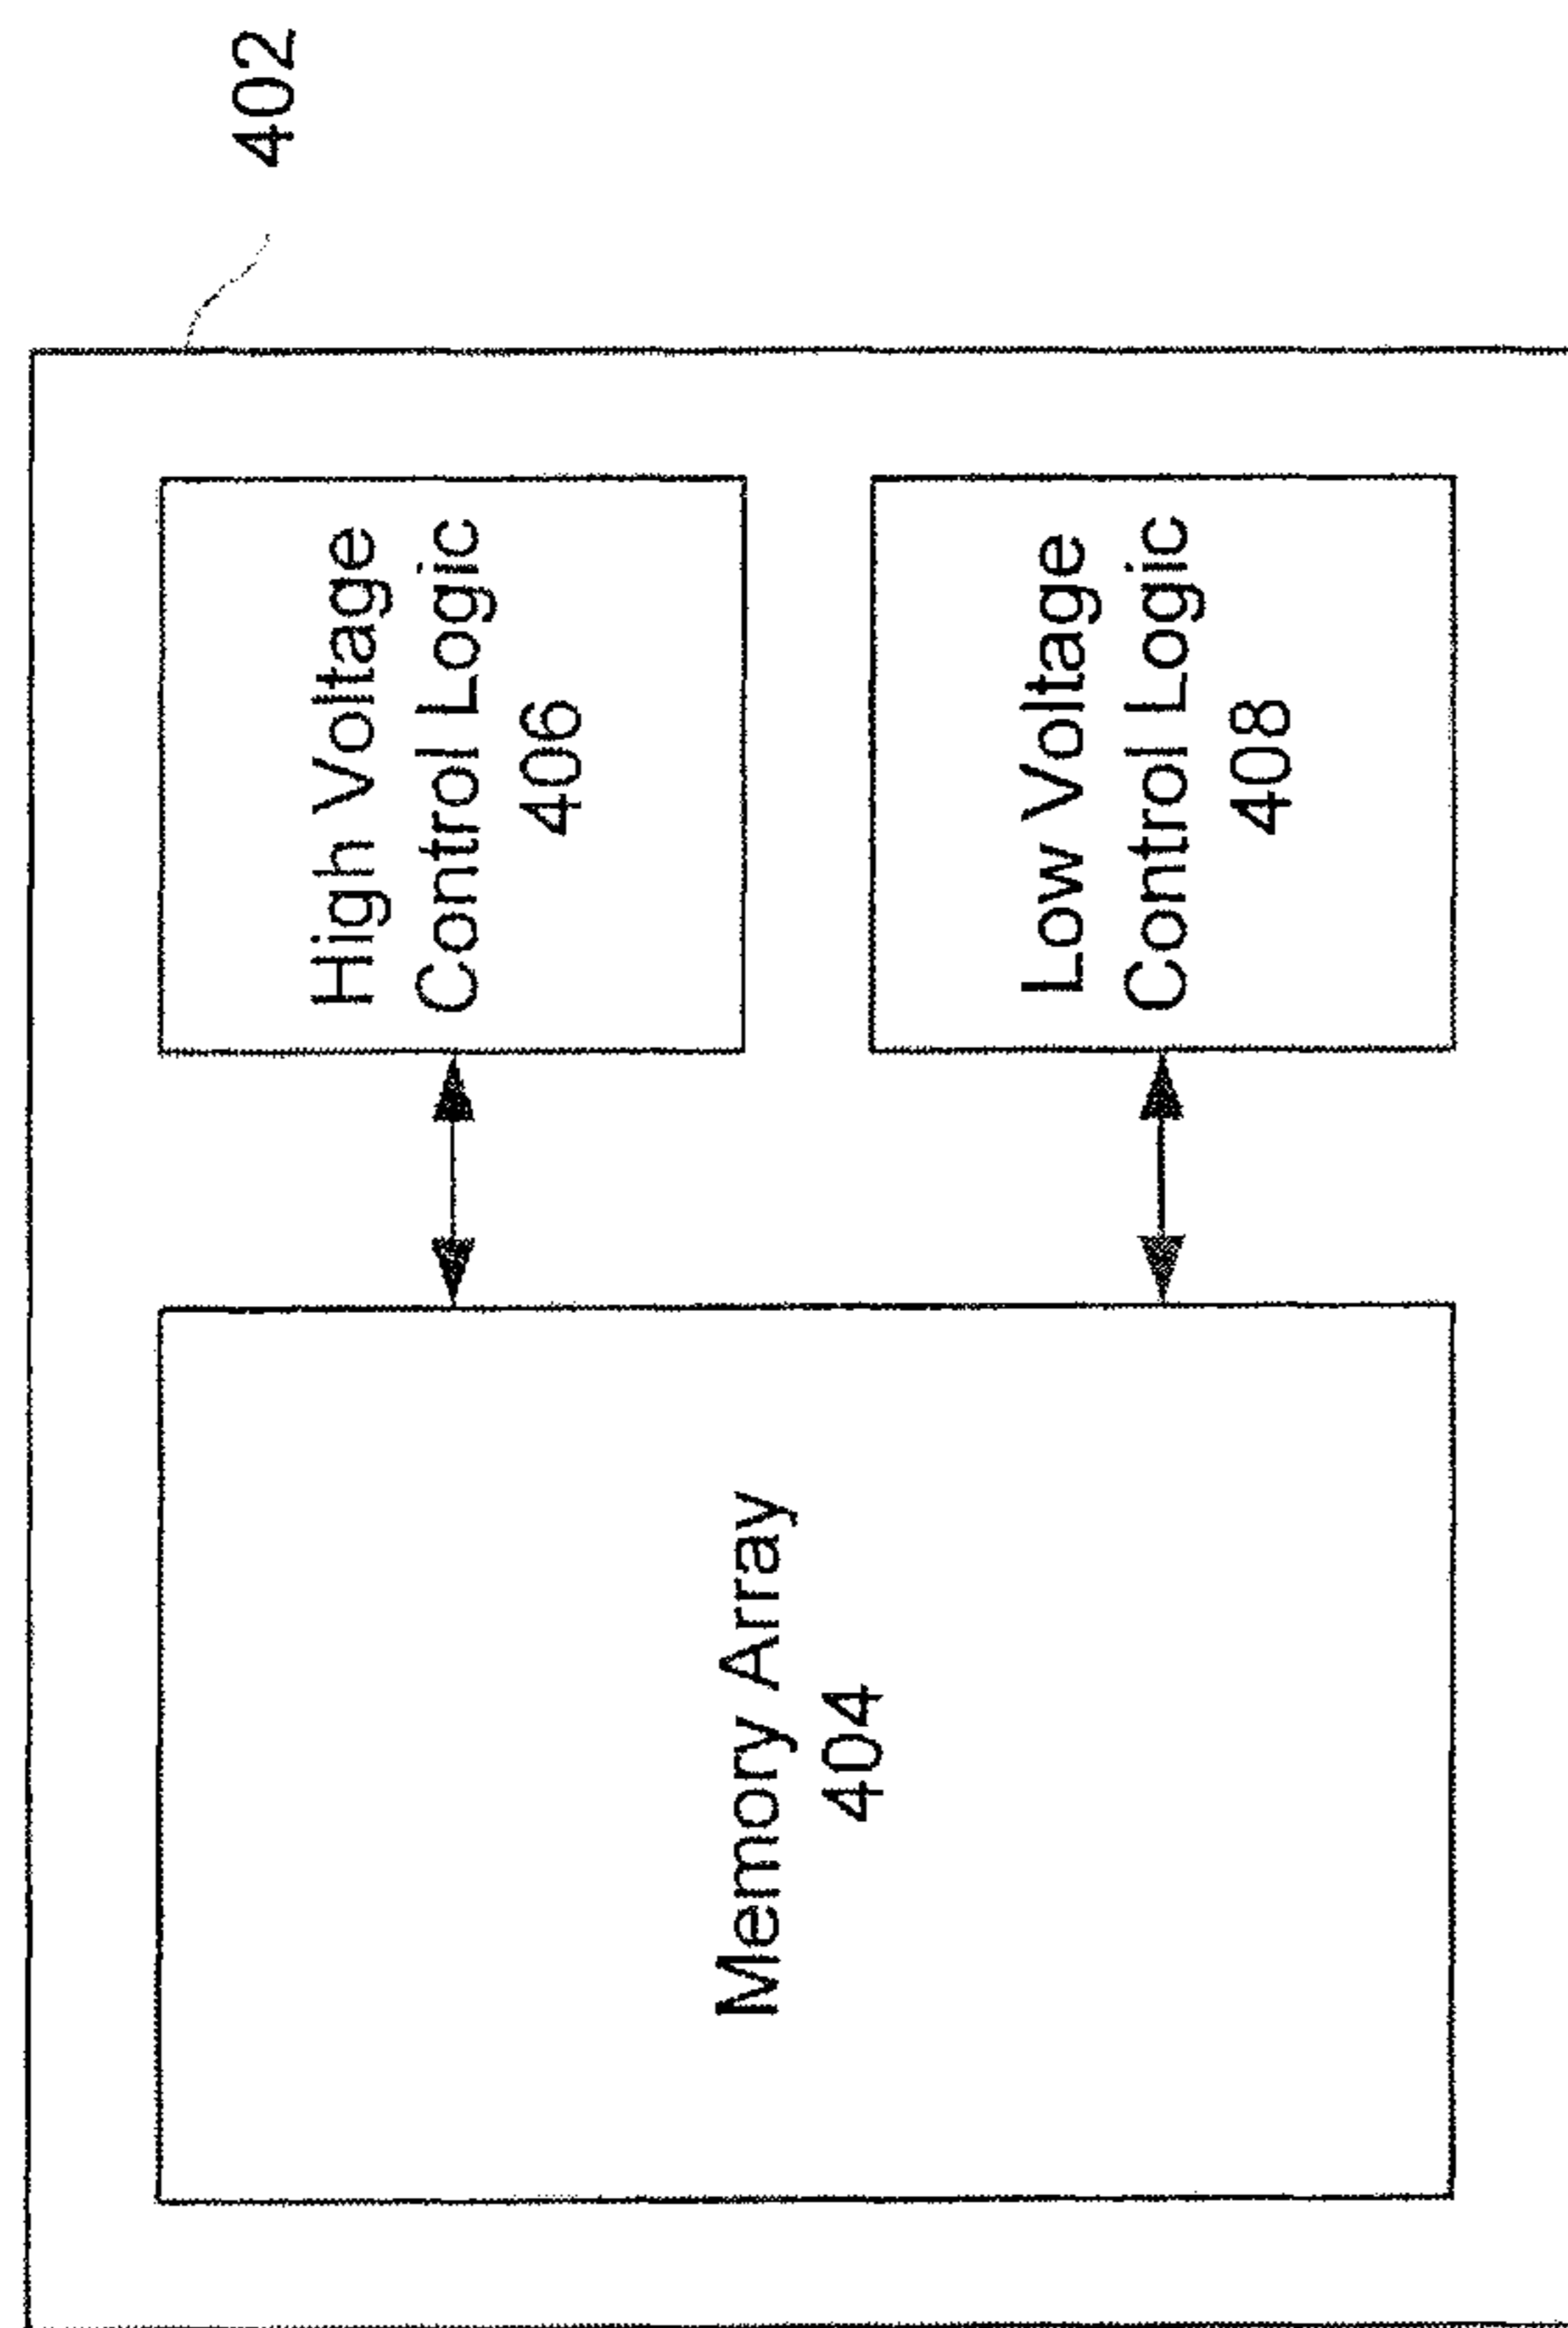 402
High Voltage
Control Logic
406
Low Voltage
Control Logic
408
Memory Array
404